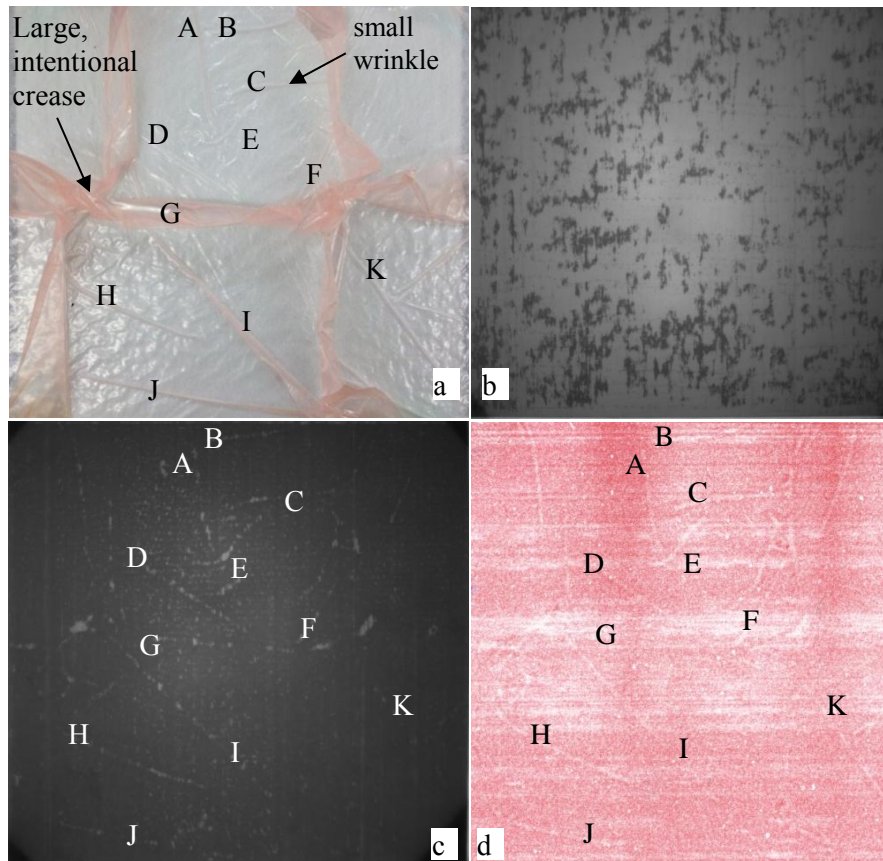 Large,
intentional
crease
A
B
small
wrinkle
C
D
E
F
G
K
H
I
J
a
b
B
A
C
D
E
F
G
K
H
I
J
c
B
A
C
D
E
F
G
K
H
I
J
d